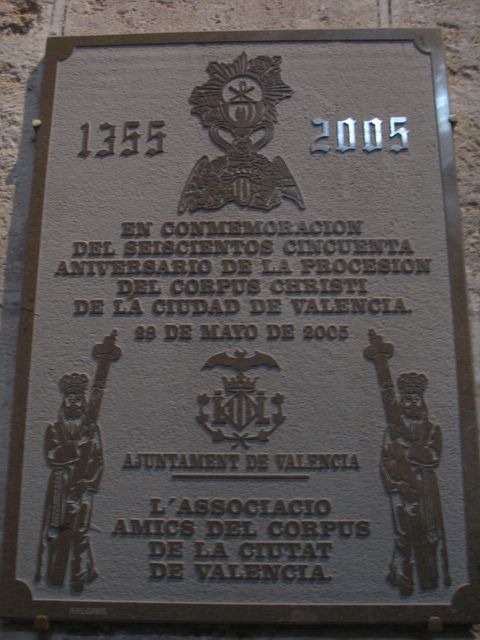 1355 2005
EN CONMEMORACION
DEL SEISCIENTOS CINCUENTA
ANIVERSARIO DE LA PROCESION
DEL CORPUS CHRISTI
DE LA CIUDAD DE VALENCIA.
29 DE MAYO DE 2005
AJUNTAMENT DE VALENCIA
L´ASSOCIACIO
AMICS DEL CORPUS
DE LA CIUTAT
DE VALENCIA.